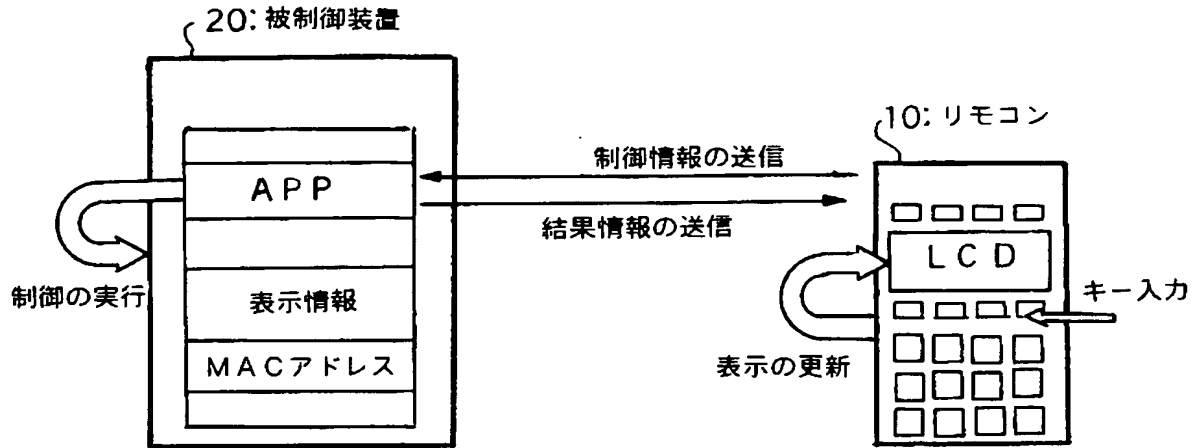 20:被制御装置
10:リモコン
制御情報の送信
APP
結果情報の送信
LCD
制御の実行
表示情報
キー入力
MACアドレス
表示の更新